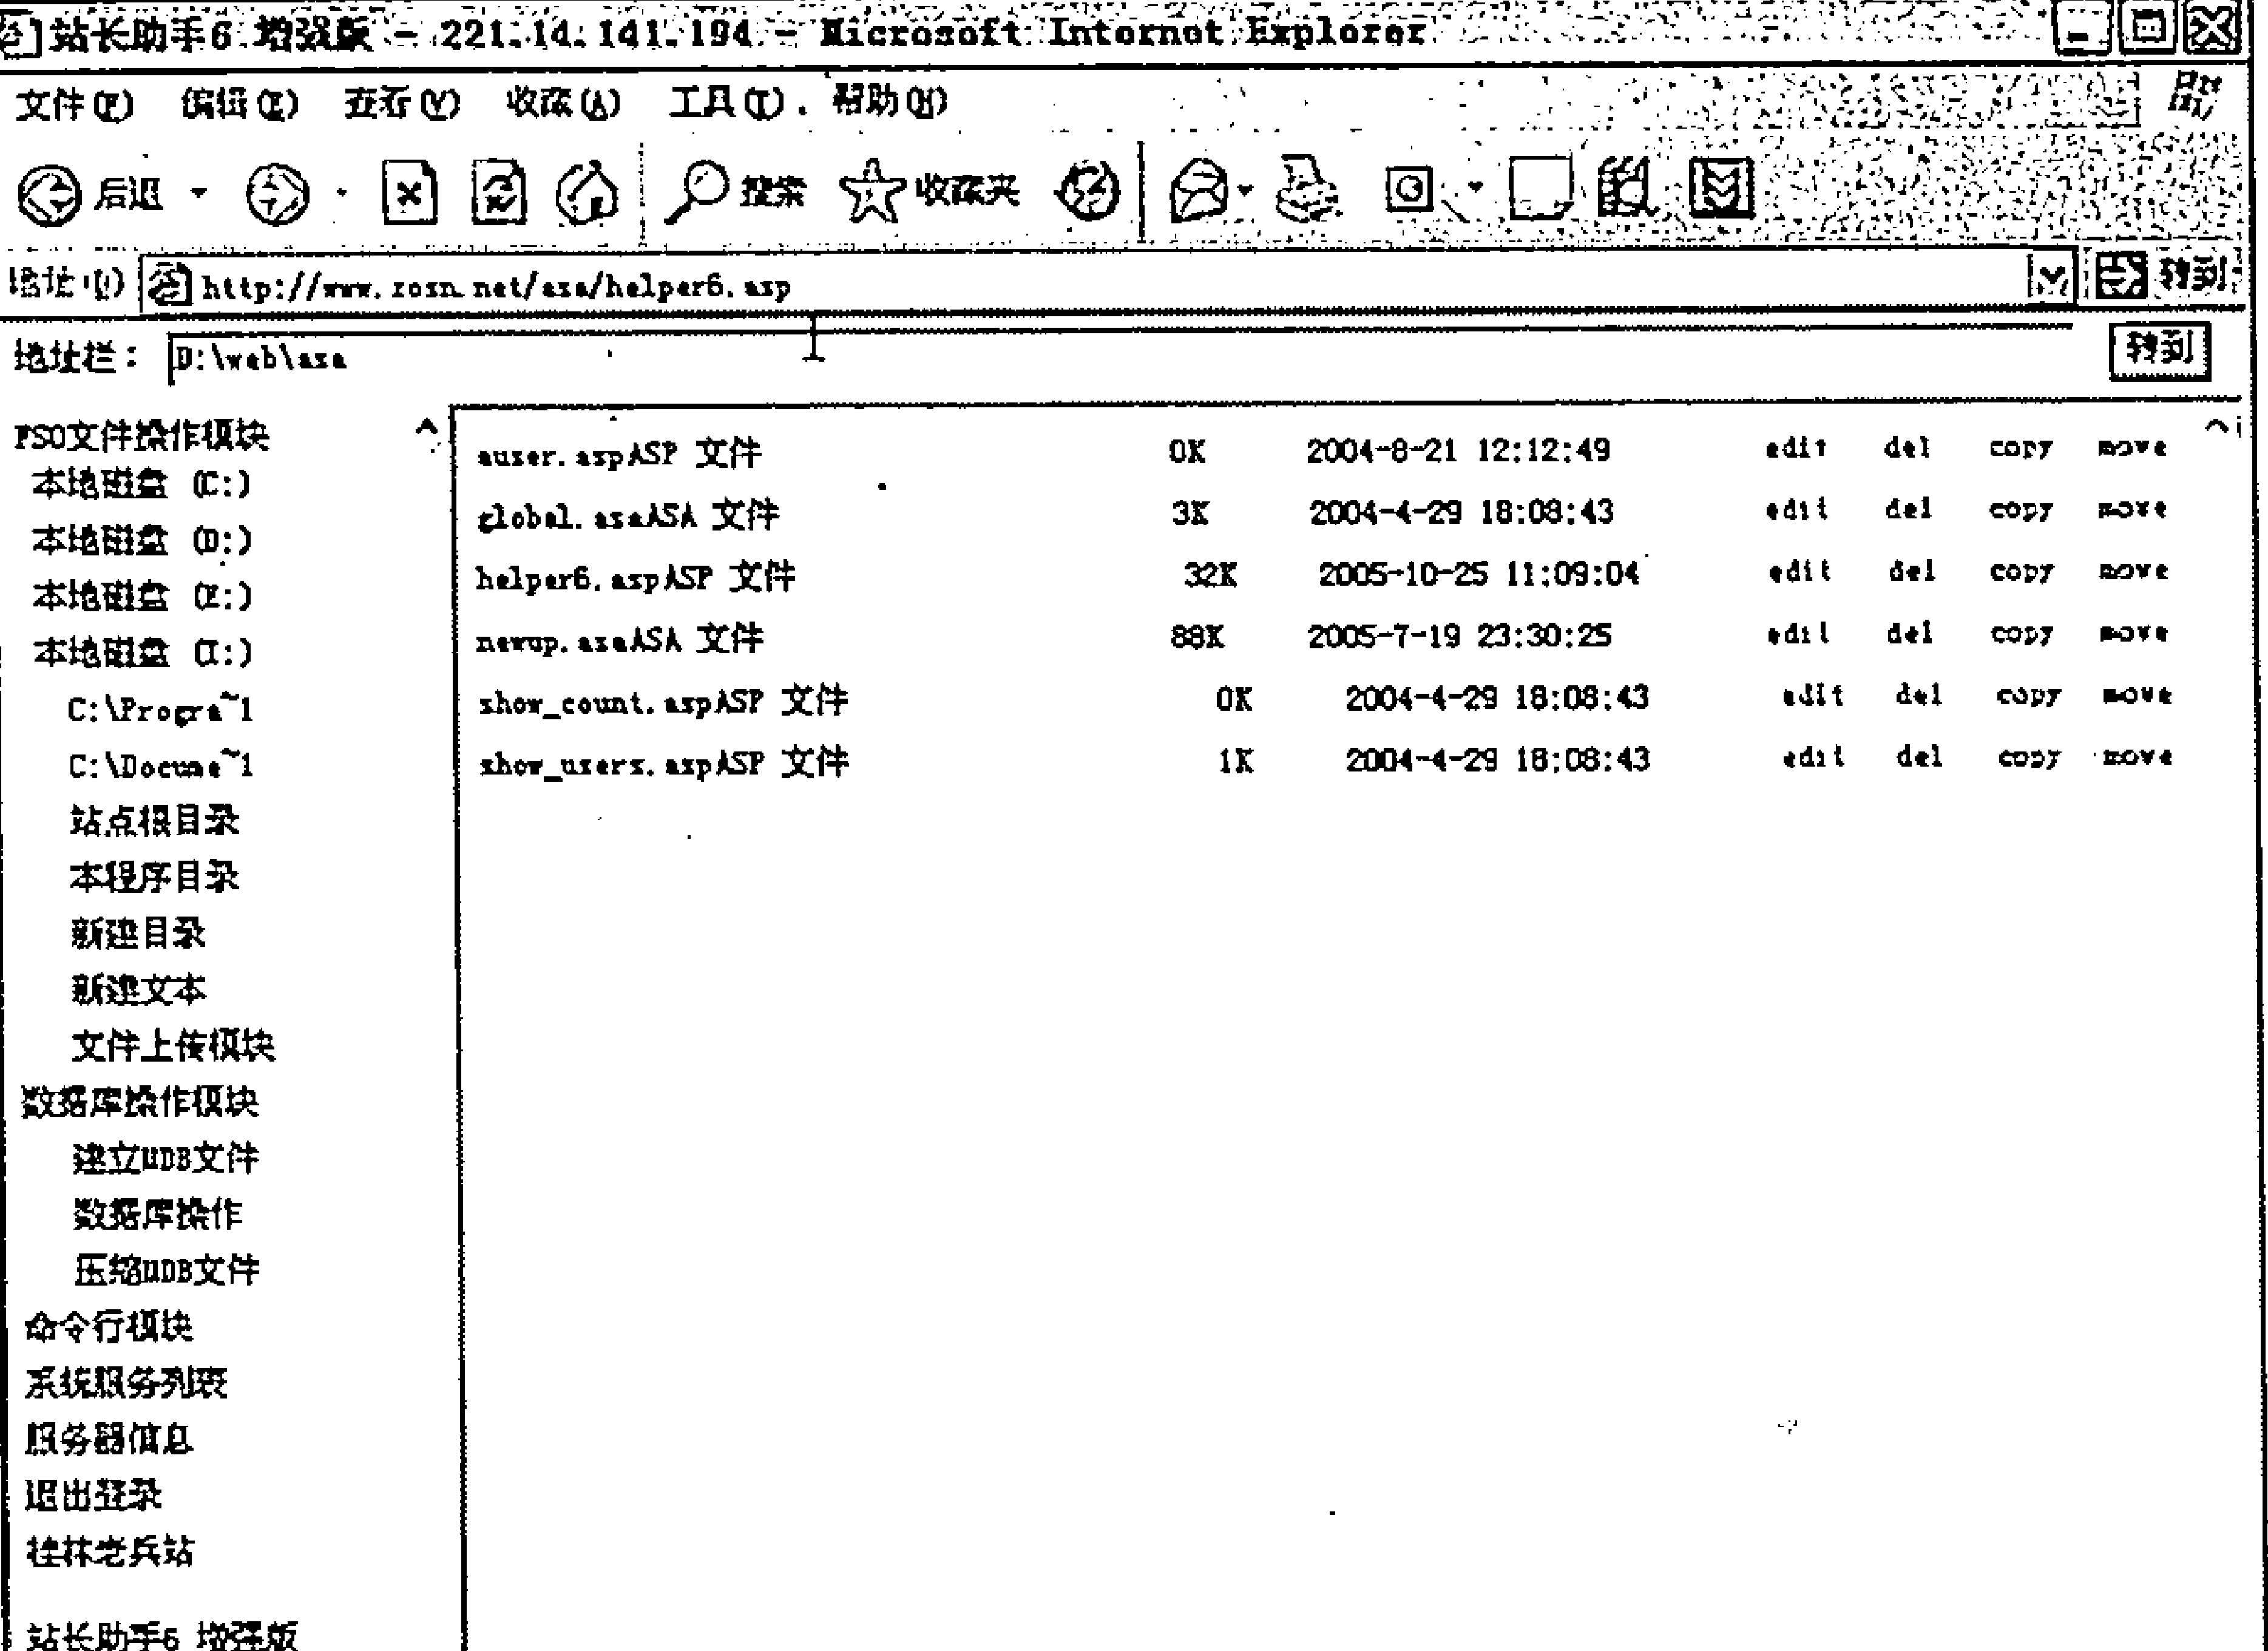 站长助手6 增强版 - 221.14.141.194 - Microsoft Internet Explorer
文件(F) 编辑(E) 查看(V) 收藏(A) 工具(T) 帮助(H)
后退 搜索 收藏夹
地址(D) http://www.rosn.net/asa/helper6.asp 转到
地址栏: D:\web\asa 转到
FSO文件操作模块
本地磁盘 (C:)
本地磁盘 (D:)
本地磁盘 (E:)
本地磁盘 (I:)
C:\Progra~1
C:\Docume~1
站点根目录
本程序目录
新建目录
新建文本
文件上传模块
数据库操作模块
建立MDB文件
数据库操作
压缩MDB文件
命令行模块
系统服务列表
服务器信息
退出登录
桂林老兵站
站长助手6 增强版
auser.aspASP 文件 0K 2004-8-21 12:12:49 edit del copy move
global.asaASA 文件 3K 2004-4-29 18:08:43 edit del copy move
helper6.aspASP 文件 32K 2005-10-25 11:09:04 edit del copy move
newup.asaASA 文件 88K 2005-7-19 23:30:25 edit del copy move
show_count.aspASP 文件 0K 2004-4-29 18:08:43 edit del copy move
show_users.aspASP 文件 1K 2004-4-29 18:08:43 edit del copy move